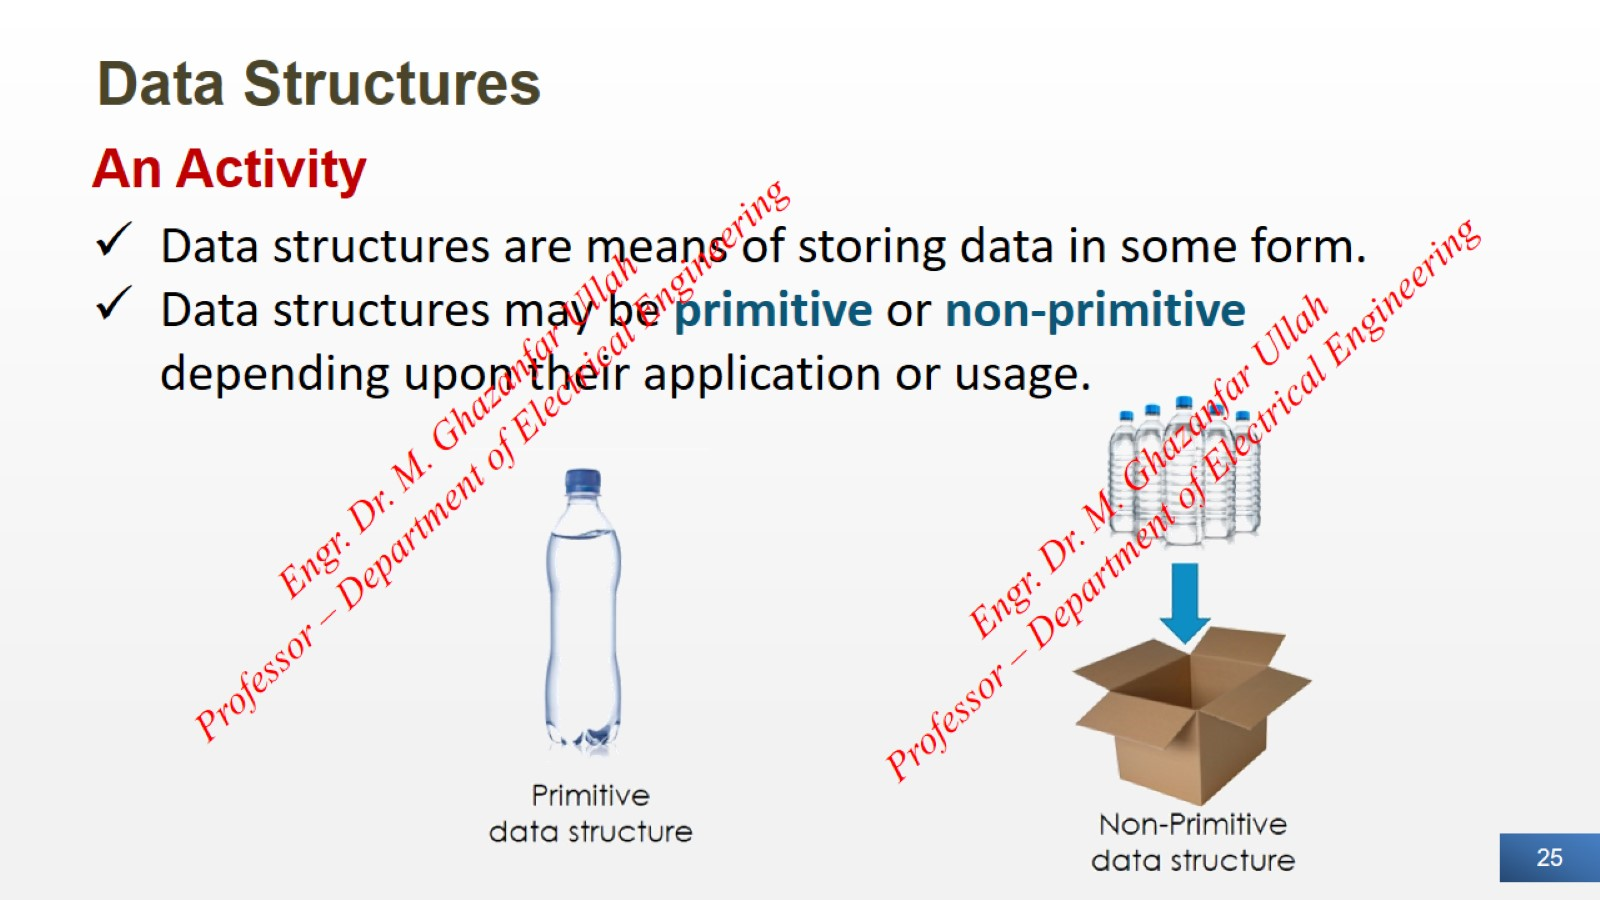 Data Structures
An Activity
✓ Data structures are means of storing data in some form.
✓ Data structures may be primitive or non-primitive
depending upon their application or usage.
Engr. Dr. M. Ghazanfar Ullah
Professor – Department of Electrical Engineering
Engr. Dr. M. Ghazanfar Ullah
Professor – Department of Electrical Engineering
Primitive
data structure
Non-Primitive
data structure
25